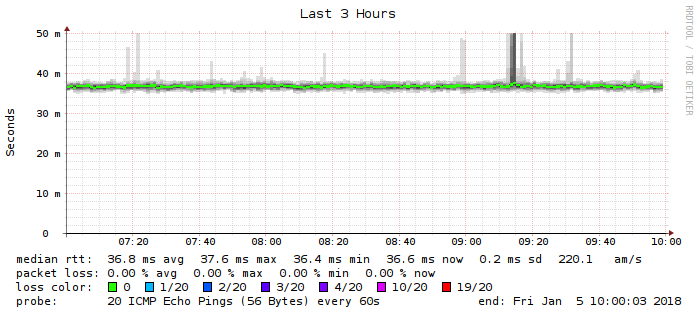 Last 3 Hours
RRDTOOL / TOBI OETIKER
Seconds
50 m
40 m
30 m
20 m
10 m
0
07:20 07:40 08:00 08:20 08:40 09:00 09:20 09:40 10:00
median rtt: 36.8 ms avg 37.6 ms max 36.4 ms min 36.6 ms now 0.2 ms sd 220.1 am/s
packet loss: 0.00 % avg 0.00 % max 0.00 % min 0.00 % now
loss color: 0 1/20 2/20 3/20 4/20 10/20 19/20
probe: 20 ICMP Echo Pings (56 Bytes) every 60s end: Fri Jan 5 10:00:03 2018